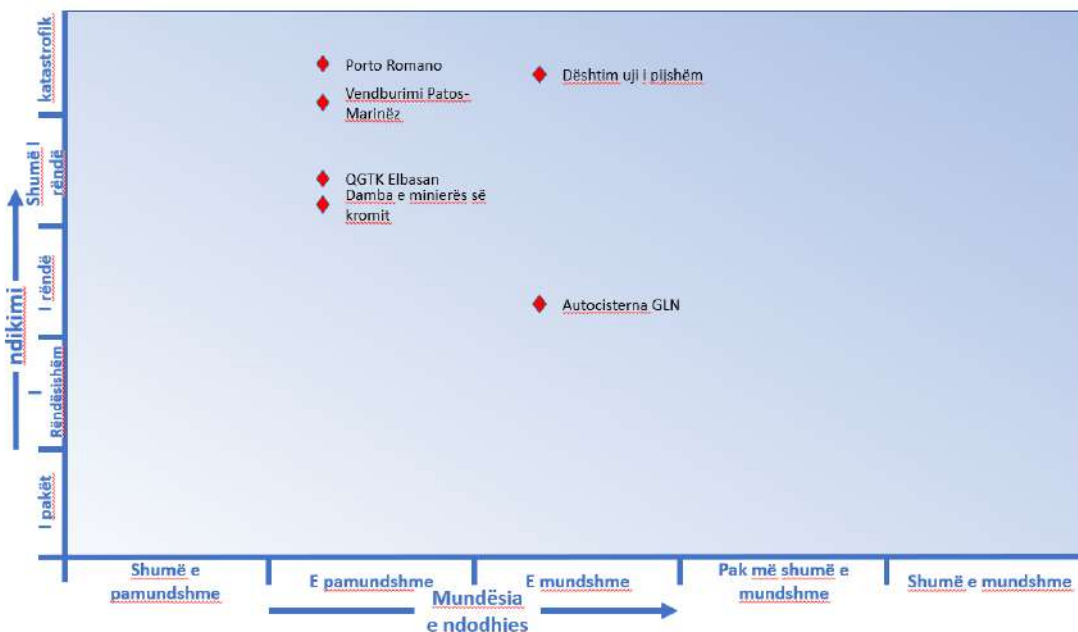 katastrofik
Shumë I
rëndë
I rëndë
I
Rëndësishëm
I pakët
ndikimi
Porto Romano
Vendburimi Patos-
Marinëz
QGTK Elbasan
Damba e minierës së
kromit
Dështim uji i pijshëm
Autocisterna GLN
Shumë e
pamundshme
E pamundshme
E mundshme
Pak më shumë e
mundshme
Shumë e mundshme
Mundësia
e ndodhies